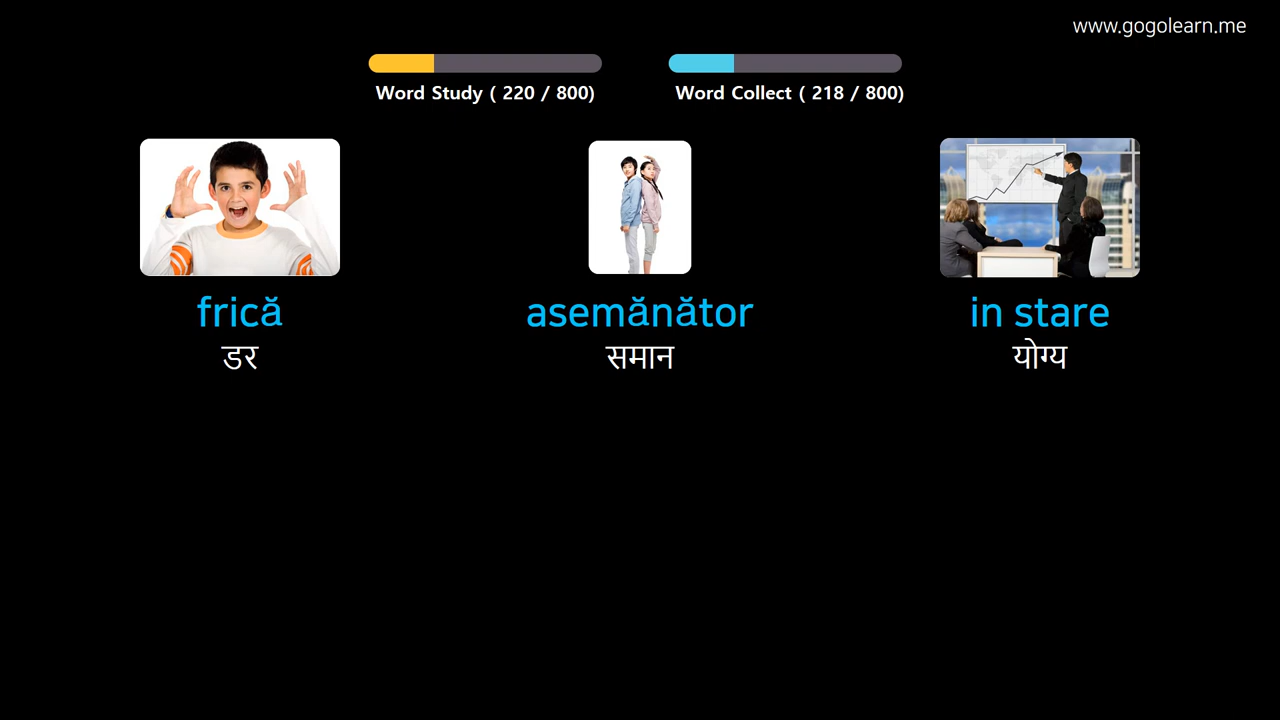 www.gogolearn.me
Word Study ( 220 / 800)
Word Collect ( 218 / 800)
frică
asemănător
in stare
डर
समान
योग्य